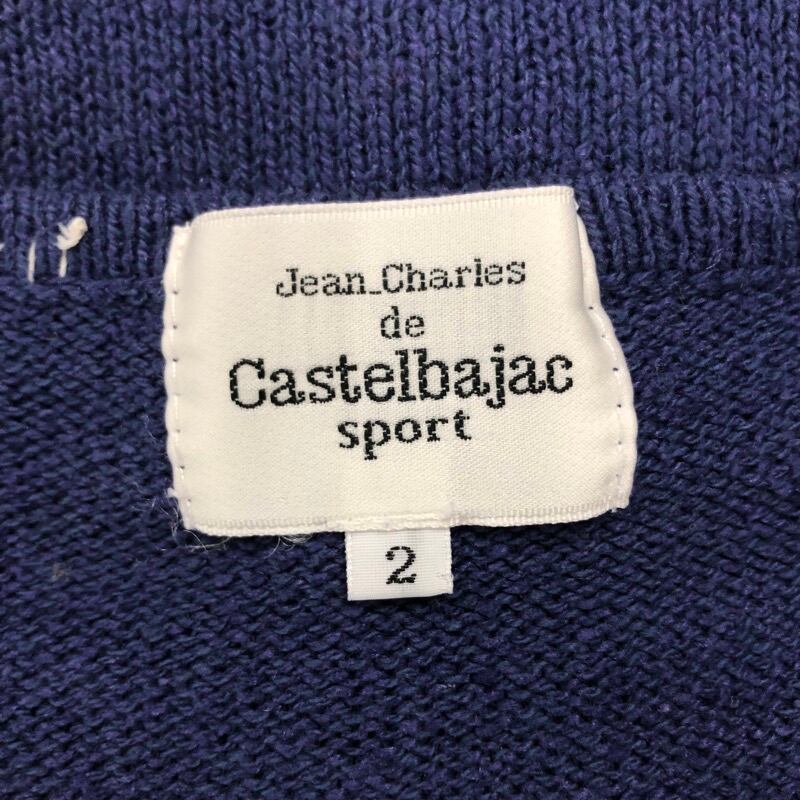 Jean_Charles
de
Castelbajac
sport
2